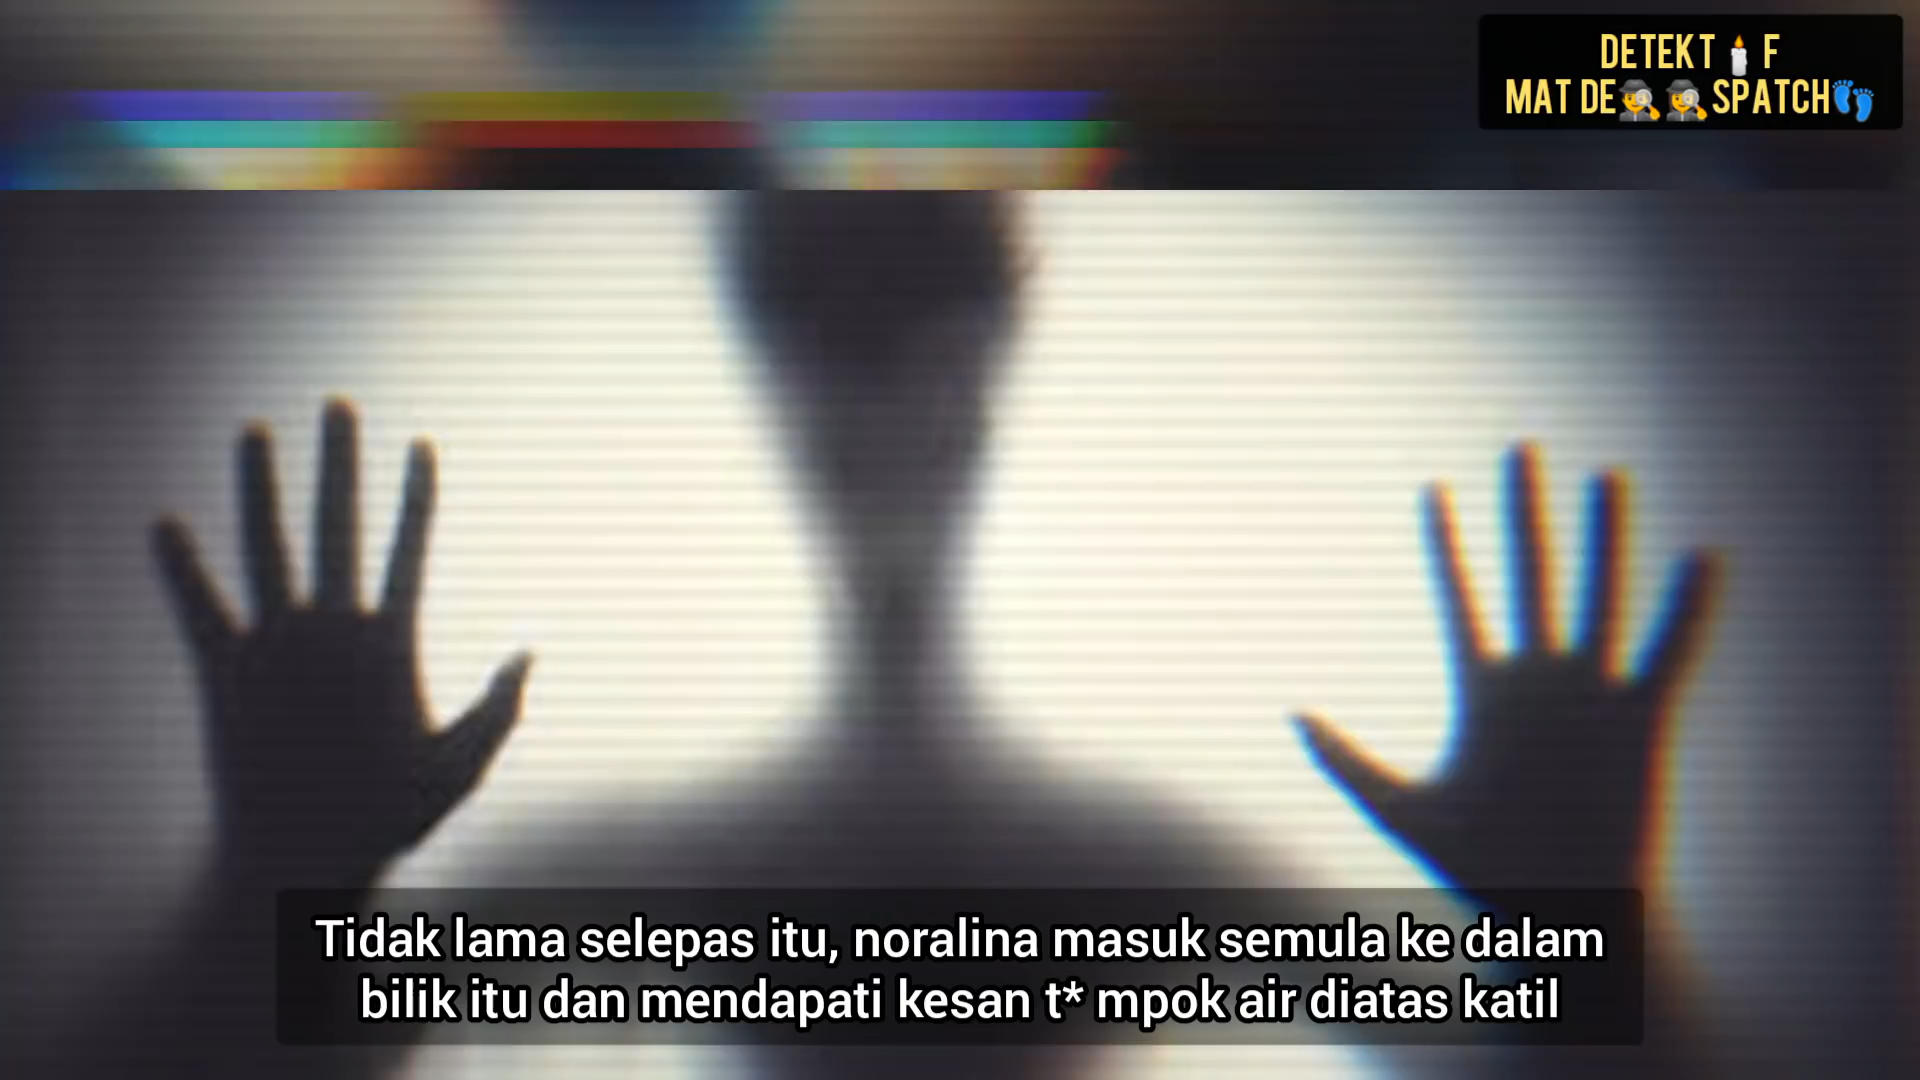 DETEKT🕯️F
MAT DE🕵️🕵️SPATCH👣
Tidak lama selepas itu, noralina masuk semula ke dalam
bilik itu dan mendapati kesan t* mpok air diatas katil